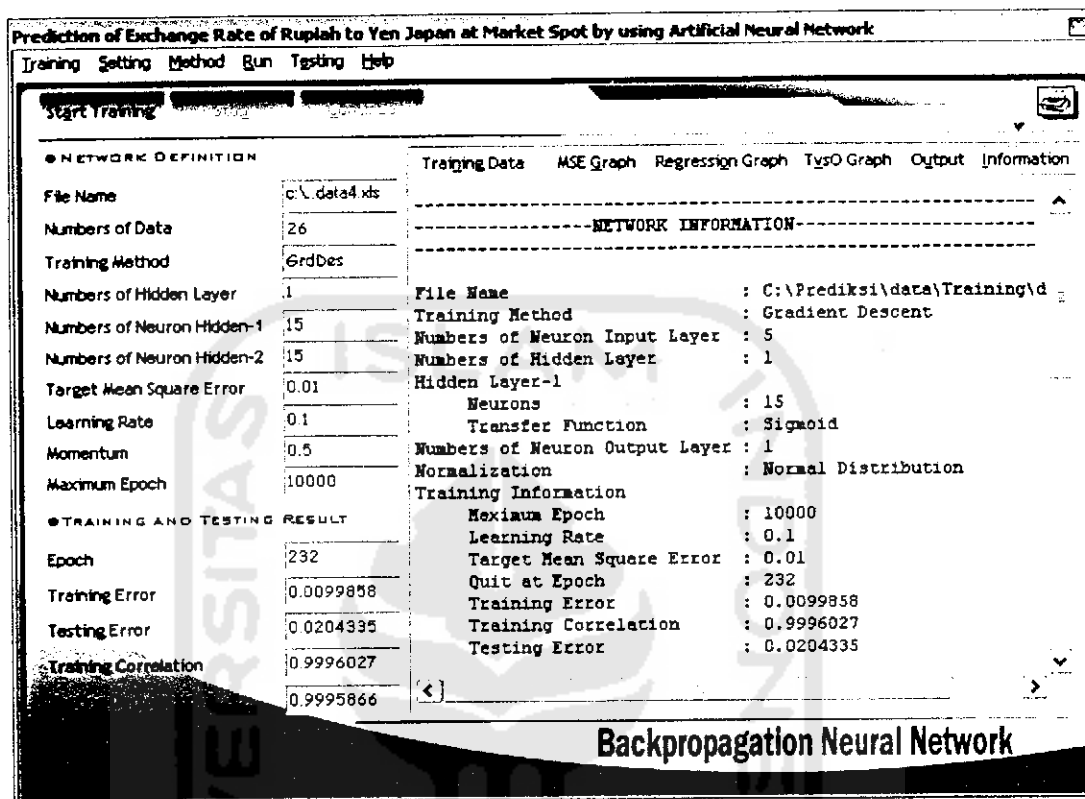 Prediction of Exchange Rate of Rupiah to Yen Japan at Market Spot by using Artificial Neural Network
Training Setting Method Run Testing Help
Start Training
NETWORK DEFINITION
File Name c:\..data4.xls
Numbers of Data 26
Training Method GrdDes
Numbers of Hidden Layer 1
Numbers of Neuron Hidden-1 15
Numbers of Neuron Hidden-2 15
Target Mean Square Error 0.01
Learning Rate 0.1
Momentum 0.5
Maximum Epoch 10000
TRAINING AND TESTING RESULT
Epoch 232
Training Error 0.0099858
Testing Error 0.0204335
Training Correlation 0.9996027
0.9995866
Training Data MSE Graph Regression Graph TvsO Graph Output Information
-----------------NETWORK INFORMATION-----------------
File Name : C:\Prediksi\data\Training\d
Training Method : Gradient Descent
Numbers of Neuron Input Layer : 5
Numbers of Hidden Layer : 1
Hidden Layer-1
Neurons : 15
Transfer Function : Sigmoid
Numbers of Neuron Output Layer : 1
Normalization : Normal Distribution
Training Information
Maximum Epoch : 10000
Learning Rate : 0.1
Target Mean Square Error : 0.01
Quit at Epoch : 232
Training Error : 0.0099858
Training Correlation : 0.9996027
Testing Error : 0.0204335
Backpropagation Neural Network
ISLAM